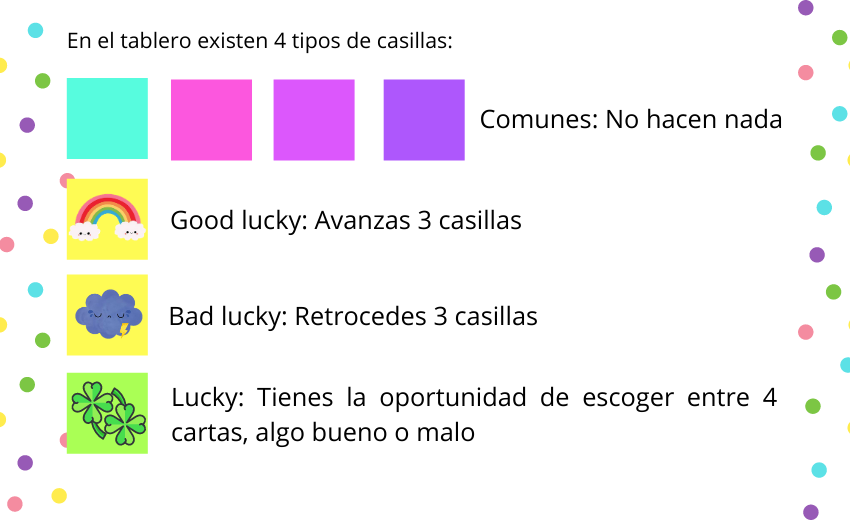 En el tablero existen 4 tipos de casillas:
Comunes: No hacen nada
Good lucky: Avanzas 3 casillas
Bad lucky: Retrocedes 3 casillas
Lucky: Tienes la oportunidad de escoger entre 4
cartas, algo bueno o malo